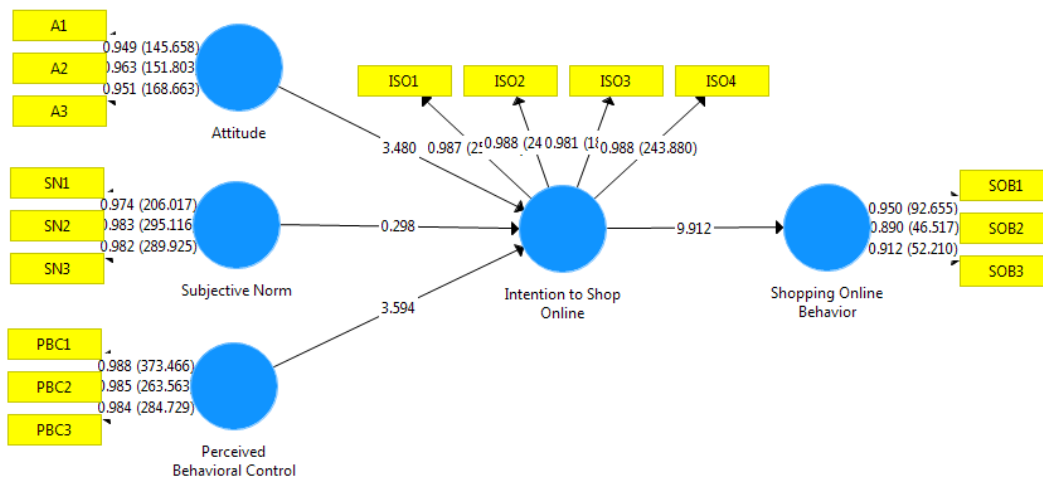 A1
0.949 (145.658)
A2
0.963 (151.803
0.951 (168.663)
A3
Attitude
ISO1
ISO2
ISO3
ISO4
3.480
0.987
0.988 (24
0.981 (18
0.988 (243.880)
SN1
0.974 (206.017)
SN2
0.983 (295.116
0.982 (289.925)
SN3
Subjective Norm
0.298
Intention to Shop
Online
9.912
SOB1
0.950 (92.655)
SOB2
0.890 (46.517)
0.912 (52.210)
SOB3
Shopping Online
Behavior
3.594
PBC1
0.988 (373.466)
PBC2
0.985 (263.563
0.984 (284.729)
PBC3
Perceived
Behavioral Control